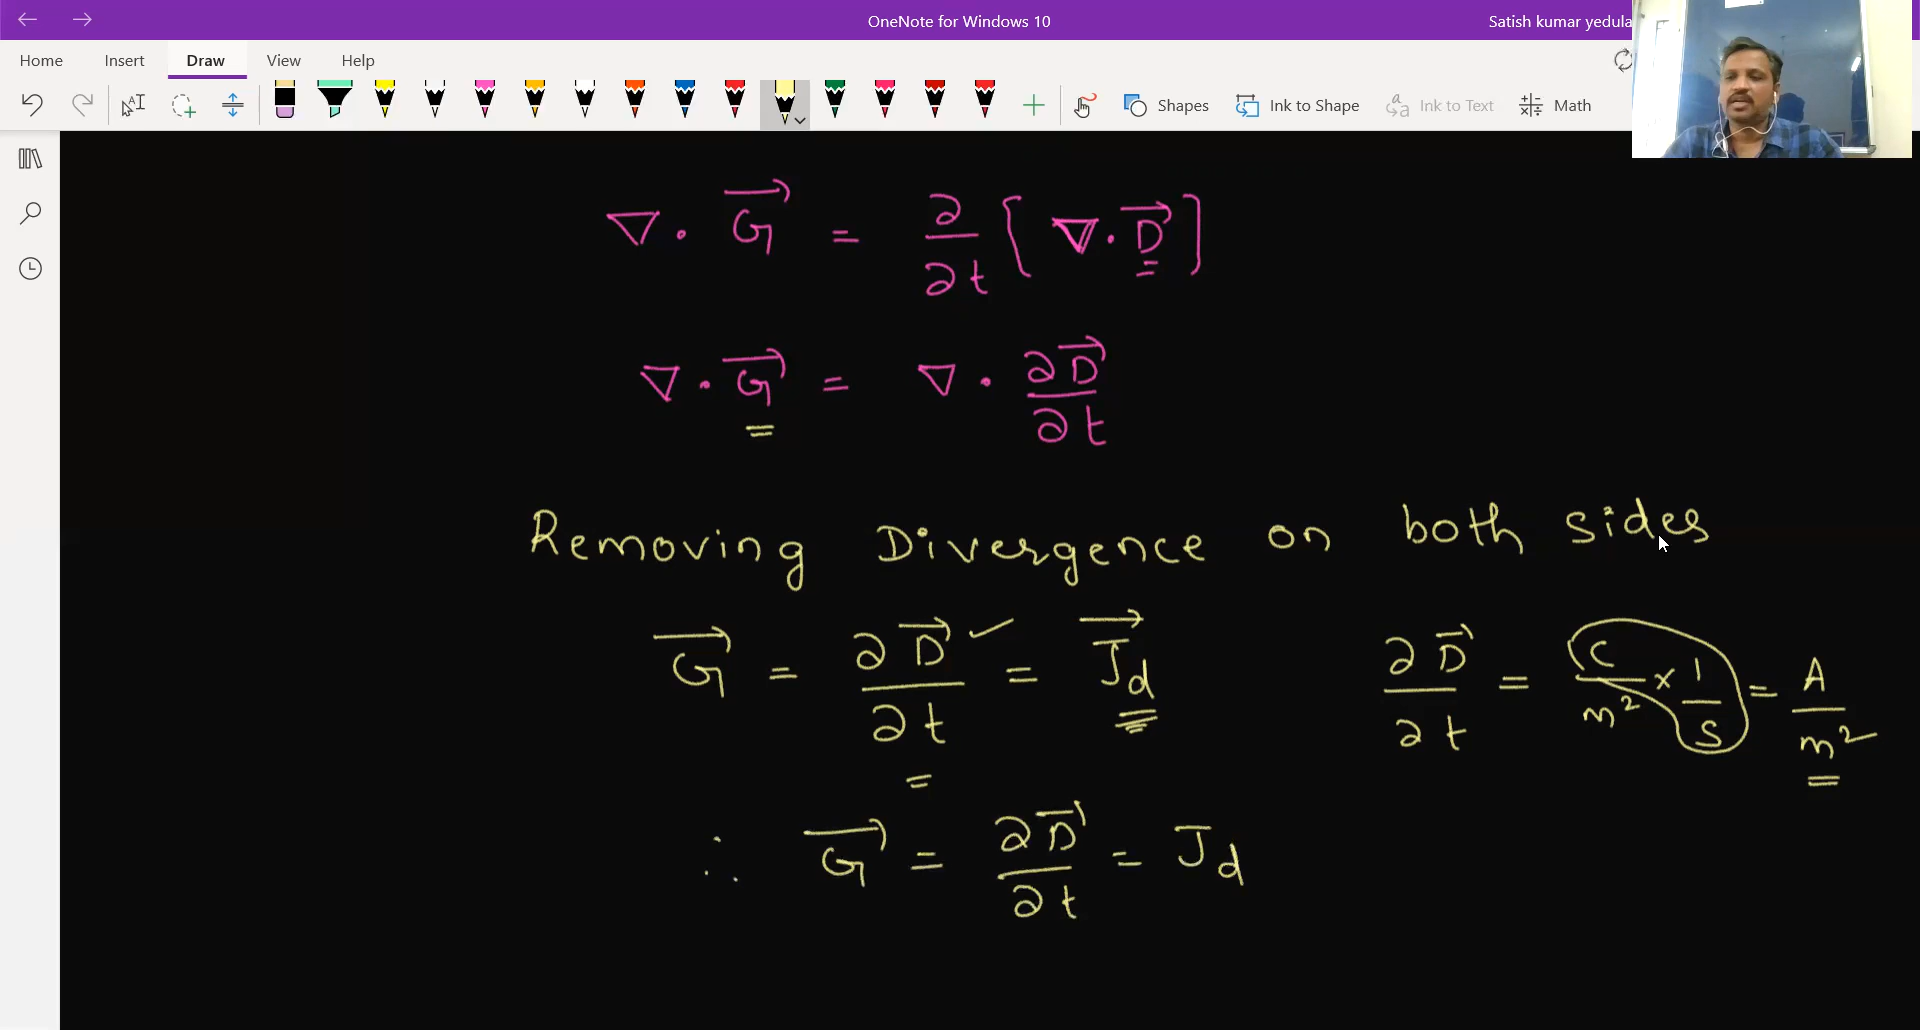 OneNote for Windows 10
Satish kumar yedula
Home Insert Draw View Help
Shapes Ink to Shape Ink to Text Math
∇ · G⃗ = ∂/∂t [ ∇ · D⃗ ]
∇ · G⃗ = ∇ · ∂D⃗/∂t
Removing Divergence on both sides
G⃗ = ∂D⃗/∂t ✓ = J⃗d
∂D⃗/∂t = C/m² × 1/s = A/m²
∴ G⃗ = ∂D⃗/∂t = Jd